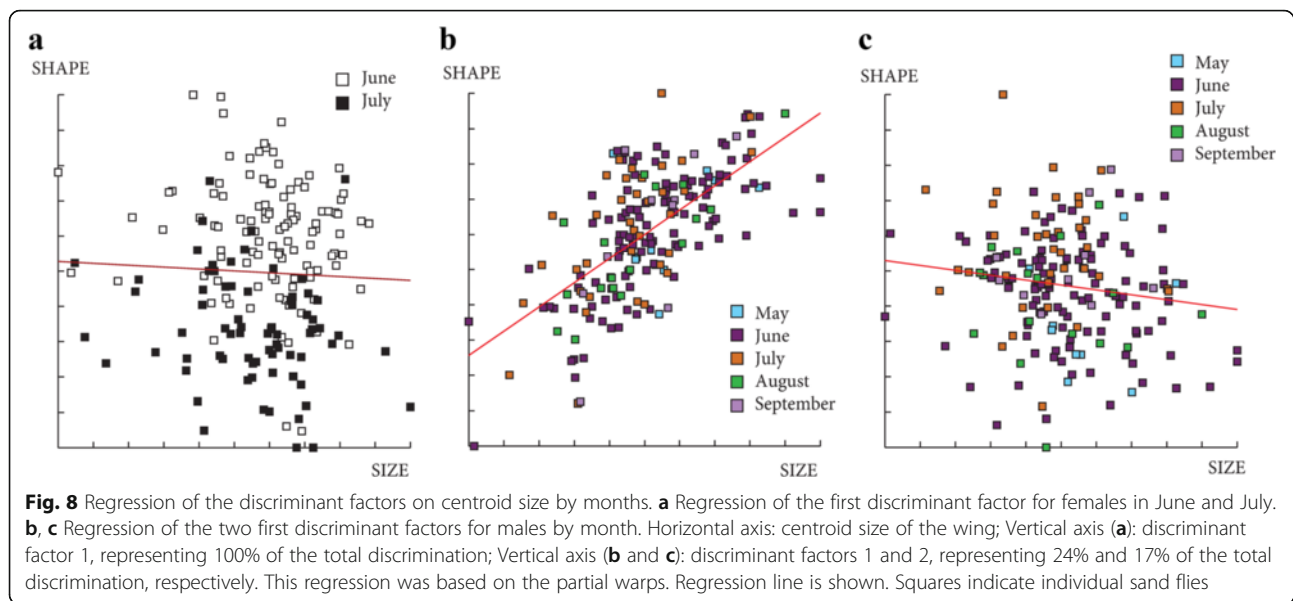 a
SHAPE
June
July
SIZE
b
SHAPE
May
June
July
August
September
SIZE
c
SHAPE
May
June
July
August
September
SIZE
Fig. 8 Regression of the discriminant factors on centroid size by months. a Regression of the first discriminant factor for females in June and July.
b, c Regression of the two first discriminant factors for males by month. Horizontal axis: centroid size of the wing; Vertical axis (a): discriminant
factor 1, representing 100% of the total discrimination; Vertical axis (b and c): discriminant factors 1 and 2, representing 24% and 17% of the total
discrimination, respectively. This regression was based on the partial warps. Regression line is shown. Squares indicate individual sand flies